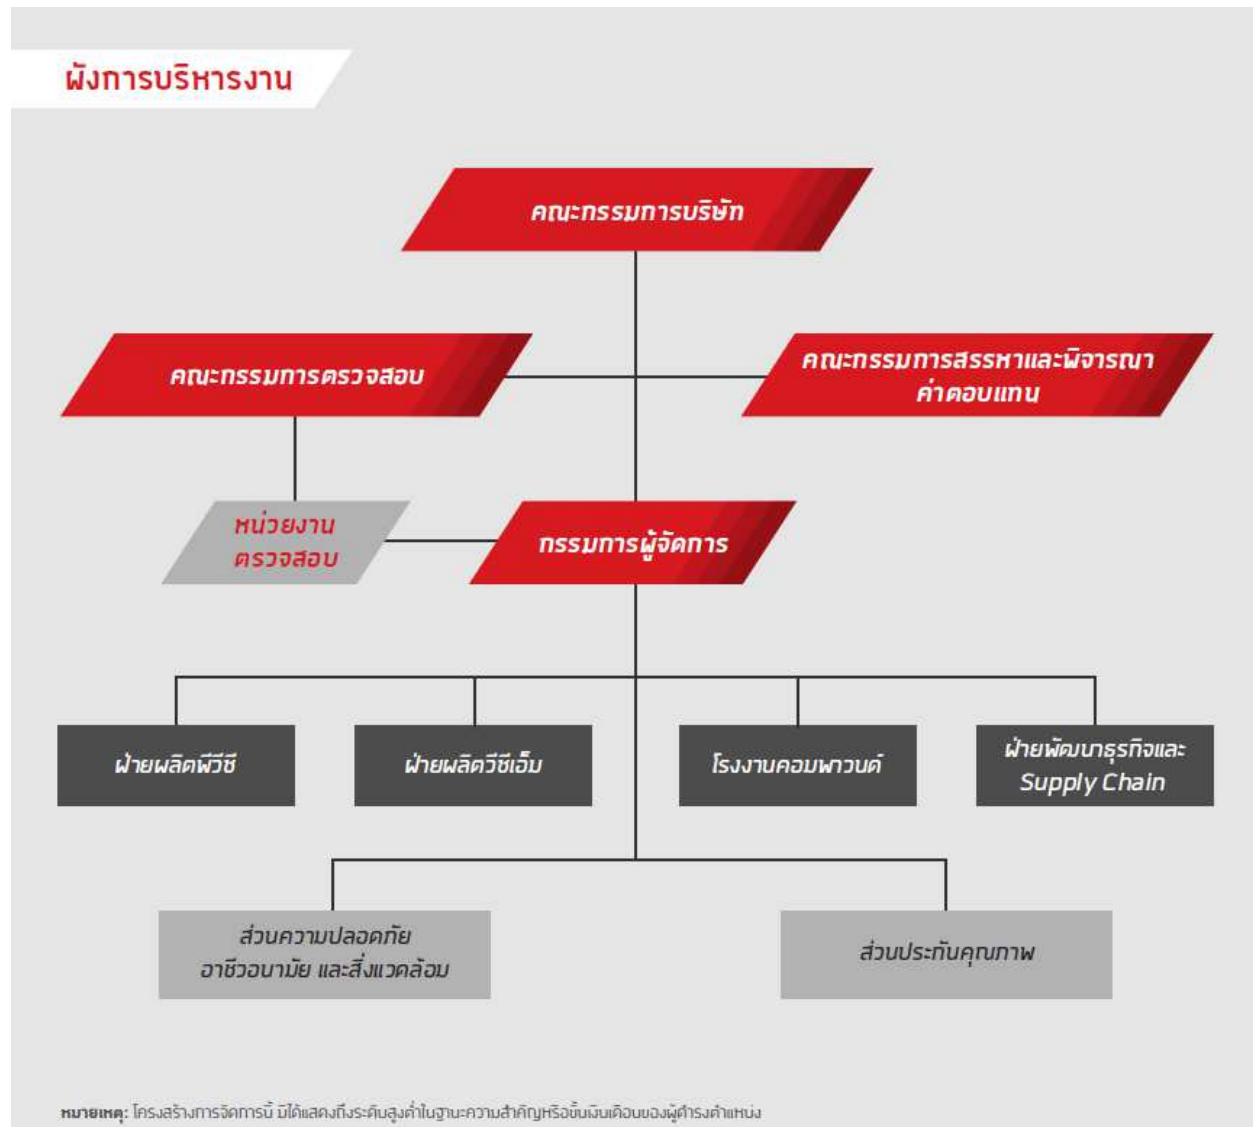 ผังการบริหารงาน
คณะกรรมการบริษัท
คณะกรรมการตรวจสอบ
คณะกรรมการสรรหาและพิจารณา
ค่าตอบแทน
หน่วยงาน
ตรวจสอบ
กรรมการผู้จัดการ
ฝ่ายผลิตพีวีซี
ฝ่ายผลิตวีซีเอ็ม
โรงงานคอมพาวนด์
ฝ่ายพัฒนาธุรกิจและ
Supply Chain
ส่วนความปลอดภัย
อาชีวอนามัย และสิ่งแวดล้อม
ส่วนประกันคุณภาพ
หมายเหตุ: โครงสร้างการจัดการนี้ มิได้แสดงถึงระดับสูงต่ำในฐานะความสำคัญหรือขั้นเงินเดือนของผู้ดำรงตำแหน่ง